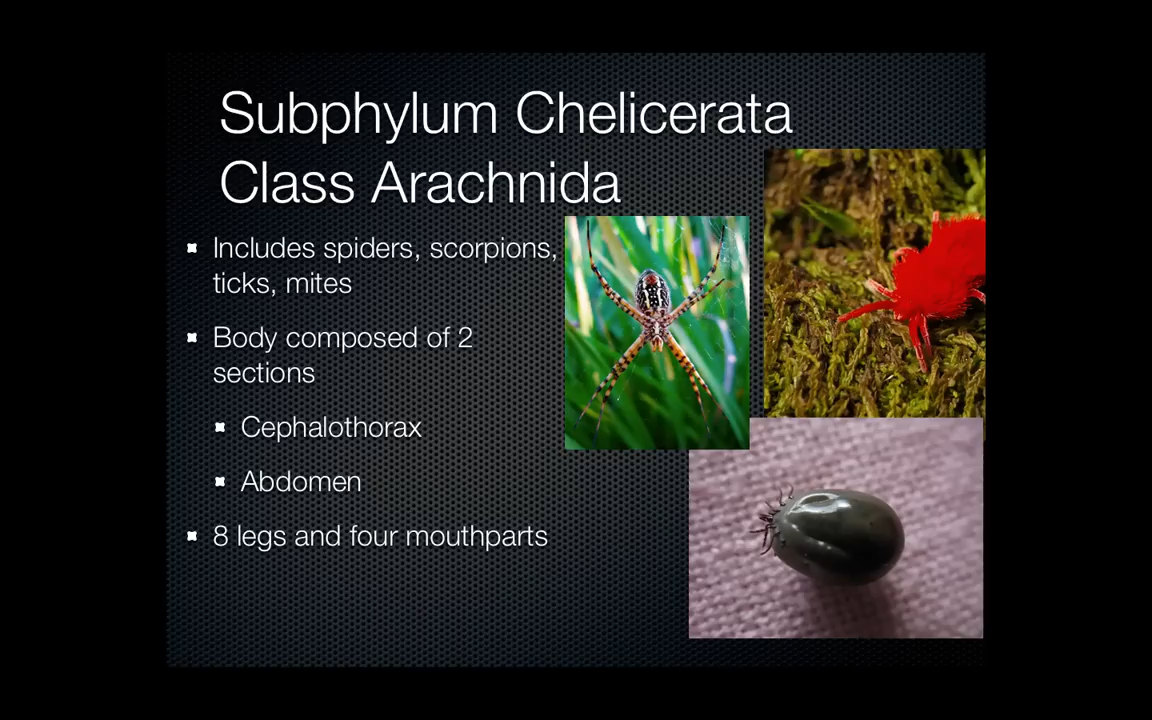 Subphylum Chelicerata
Class Arachnida
Includes spiders, scorpions,
ticks, mites
Body composed of 2
sections
Cephalothorax
Abdomen
8 legs and four mouthparts